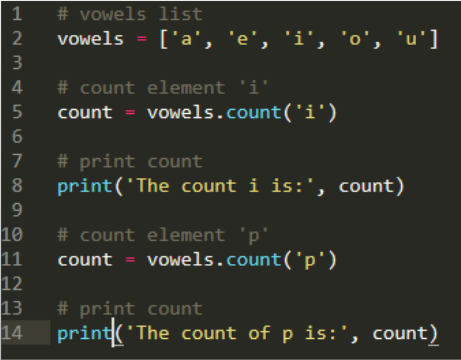 1 # vowels list
2 vowels = ['a', 'e', 'i', 'o', 'u']
3
4 # count element 'i'
5 count = vowels.count('i')
6
7 # print count
8 print('The count i is:', count)
9
10 # count element 'p'
11 count = vowels.count('p')
12
13 # print count
14 print('The count of p is:', count)